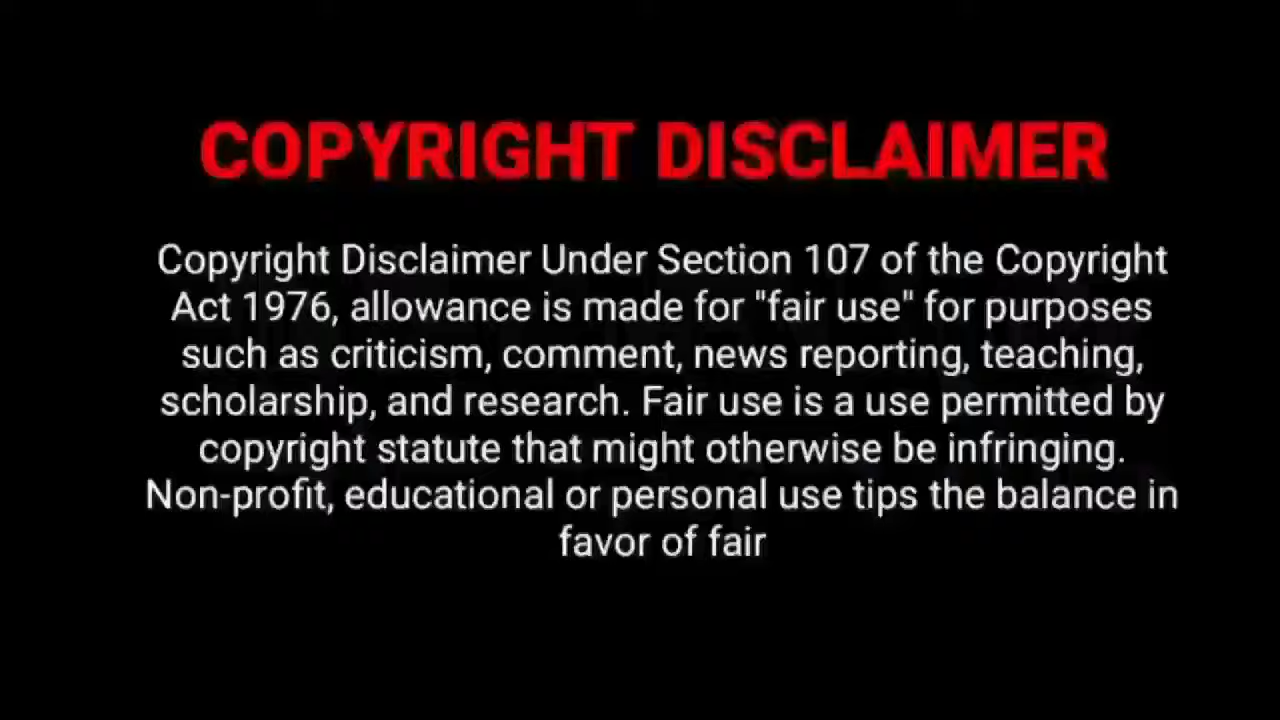 COPYRIGHT DISCLAIMER
Copyright Disclaimer Under Section 107 of the Copyright
Act 1976, allowance is made for "fair use" for purposes
such as criticism, comment, news reporting, teaching,
scholarship, and research. Fair use is a use permitted by
copyright statute that might otherwise be infringing.
Non-profit, educational or personal use tips the balance in
favor of fair